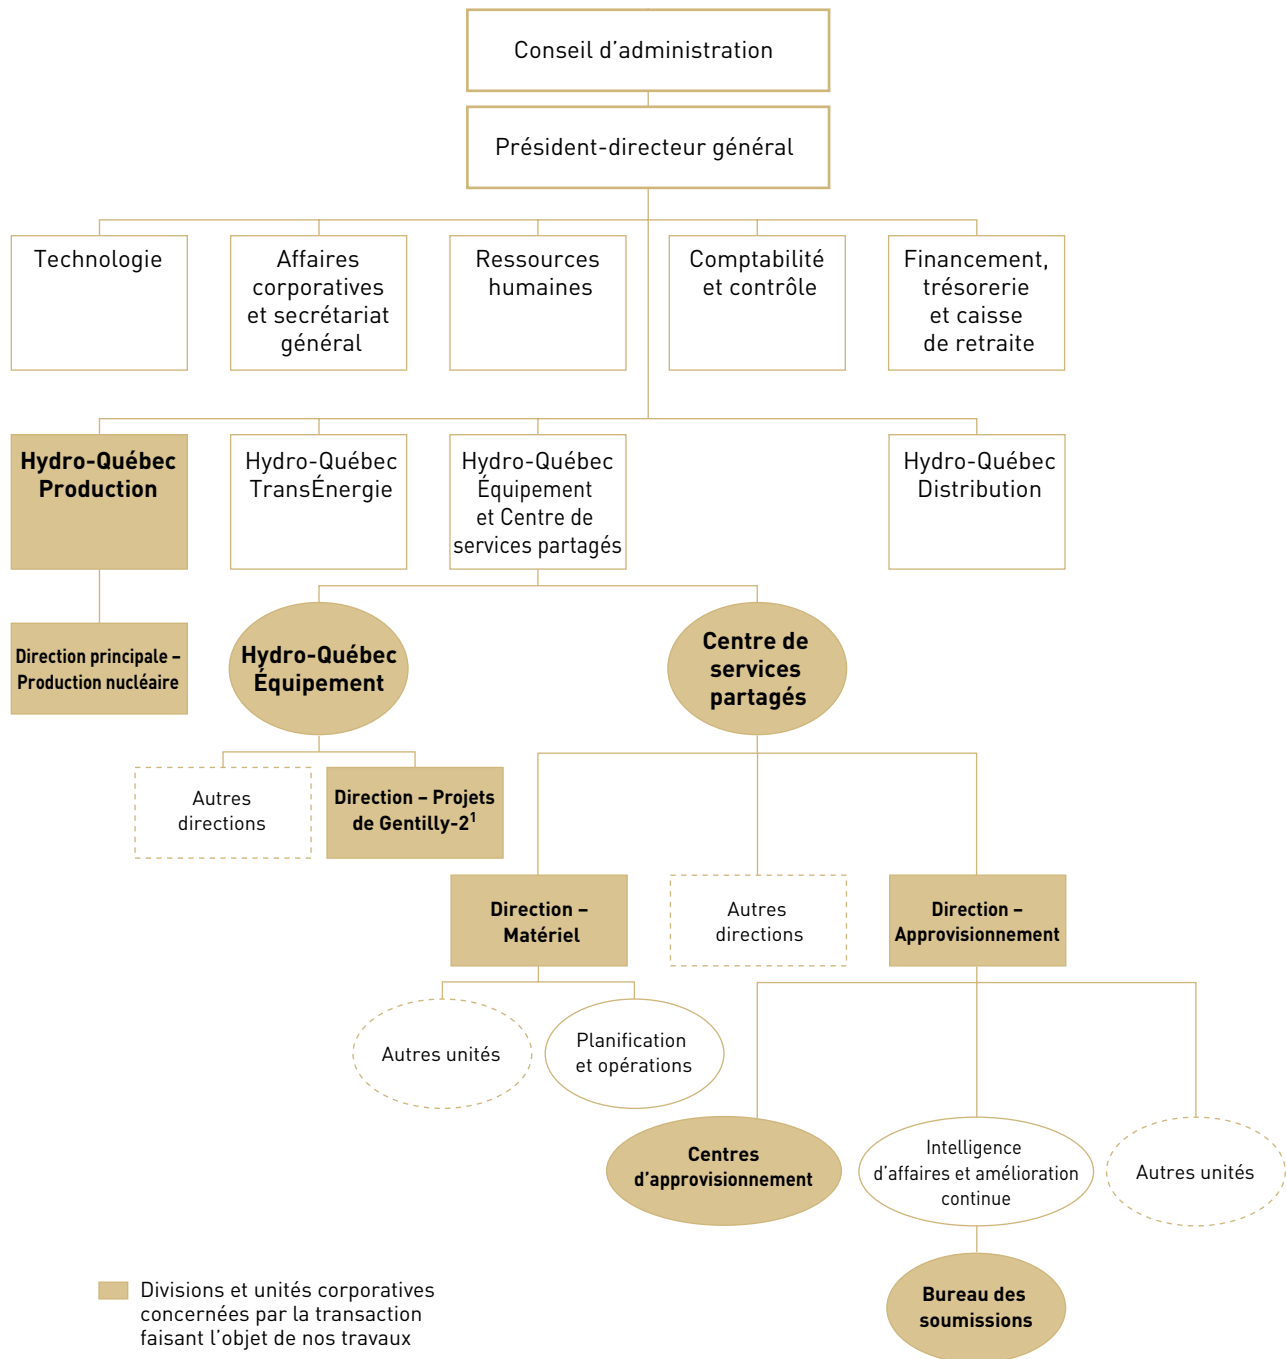 Conseil d’administration
Président-directeur général
Technologie
Affaires
corporatives
et secrétariat
général
Ressources
humaines
Comptabilité
et contrôle
Financement,
trésorerie
et caisse
de retraite
Hydro-Québec
Production
Hydro-Québec
TransÉnergie
Hydro-Québec
Équipement
et Centre de
services partagés
Hydro-Québec
Distribution
Direction principale –
Production nucléaire
Hydro-Québec
Équipement
Centre de
services
partagés
Autres
directions
Direction – Projets
de Gentilly-2¹
Direction –
Matériel
Autres
directions
Direction –
Approvisionnement
Autres unités
Planification
et opérations
Centres
d’approvisionnement
Intelligence
d’affaires et amélioration
continue
Autres unités
Bureau des
soumissions
Divisions et unités corporatives
concernées par la transaction
faisant l’objet de nos travaux